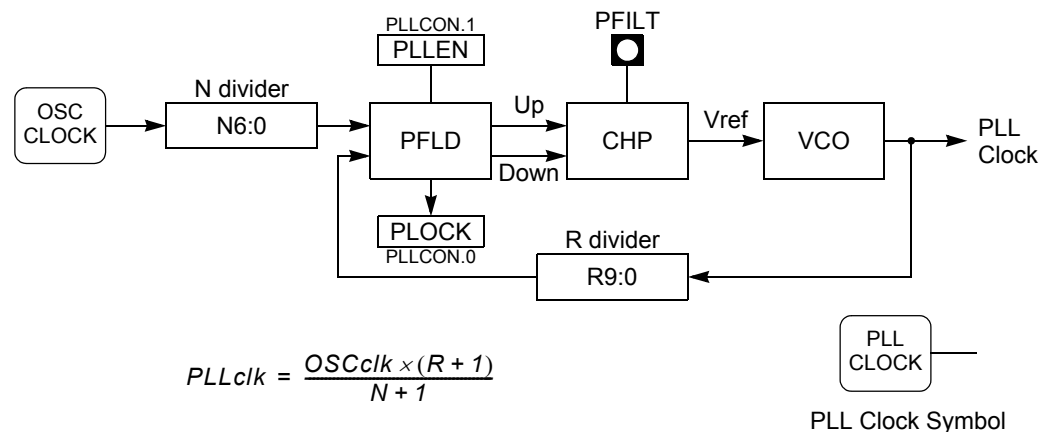 PLLCON.1
PLLEN
PFILT
N divider
OSC
CLOCK
N6:0
PFLD
Up
Down
CHP
Vref
VCO
PLL
Clock
PLOCK
PLLCON.0
R divider
R9:0
PLLclk = OSCclk × (R + 1)
N + 1
PLL
CLOCK
PLL Clock Symbol